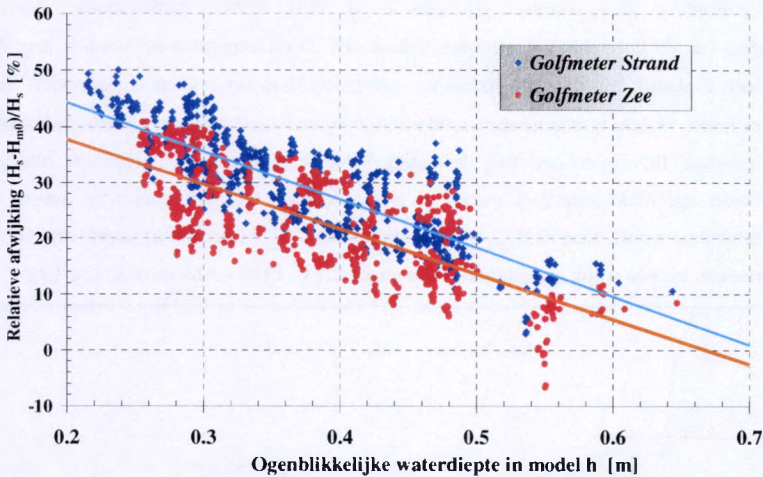 60
50
40
30
20
10
0
-10
Relatieve afwijking (Hs-Hm0)/Hs [%]
Golfmeter Strand
Golfmeter Zee
0.2 0.3 0.4 0.5 0.6 0.7
Ogenblikkelijke waterdiepte in model h [m]